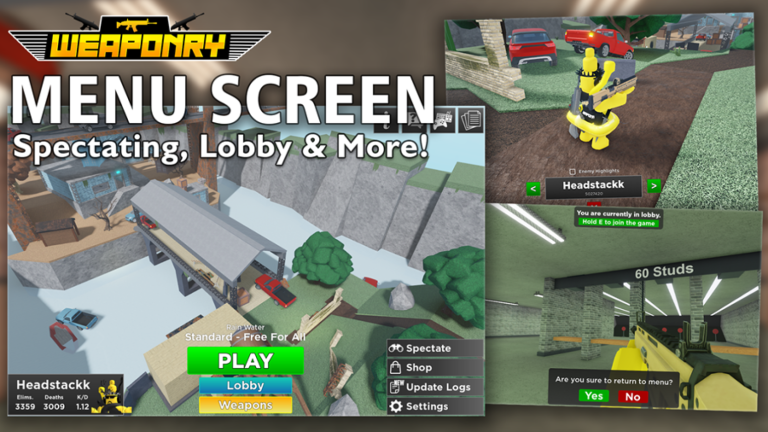 WEAPONRY
MENU SCREEN
Spectating, Lobby & More!
Enemy Highlights
<
Headstackk
>
You are currently in lobby.
Hold E to join the game
60 Studs
Are you sure to return to menu?
Yes
No
Water
Standard - Free For All
PLAY
Lobby
Weapons
Spectate
Shop
NEW
Update Logs
Settings
Headstackk
Elims. Deaths K/D
3359 3009 1.12